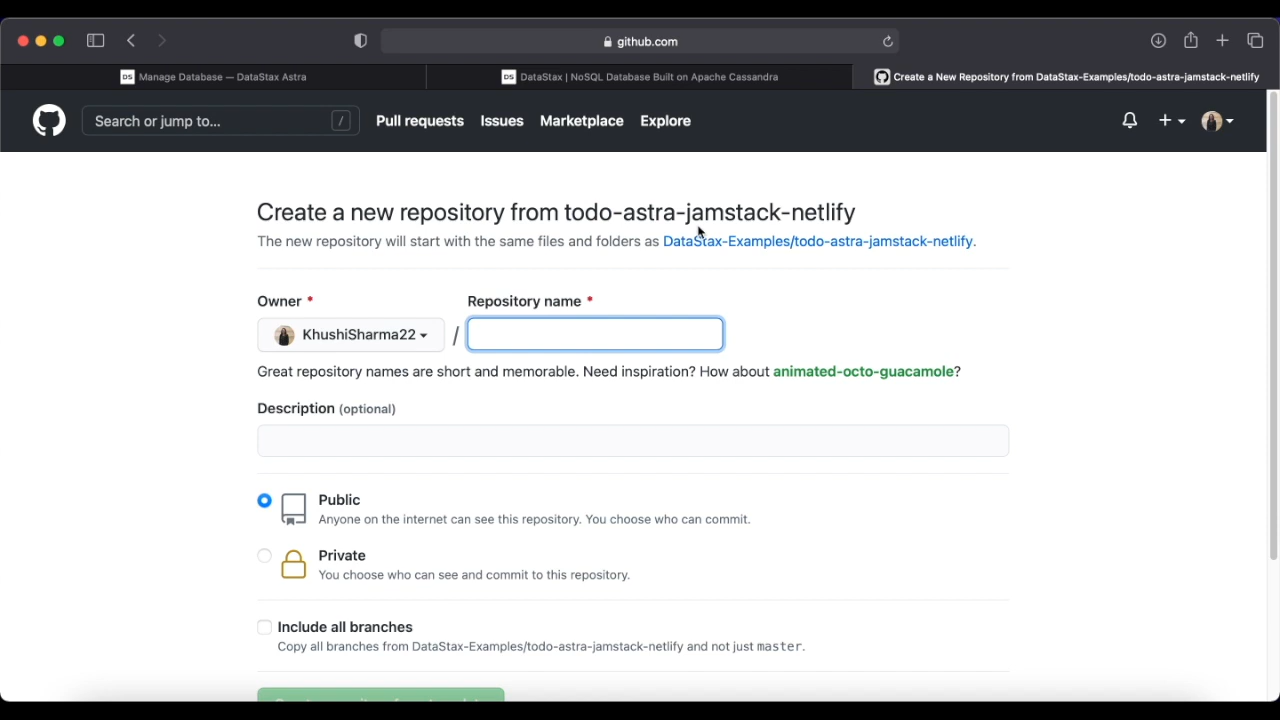 github.com
DS Manage Database — DataStax Astra
DS DataStax | NoSQL Database Built on Apache Cassandra
Create a New Repository from DataStax-Examples/todo-astra-jamstack-netlify
Search or jump to... /
Pull requests Issues Marketplace Explore
Create a new repository from todo-astra-jamstack-netlify
The new repository will start with the same files and folders as DataStax-Examples/todo-astra-jamstack-netlify.
Owner * Repository name *
KhushiSharma22 /
Great repository names are short and memorable. Need inspiration? How about animated-octo-guacamole?
Description (optional)
Public
Anyone on the internet can see this repository. You choose who can commit.
Private
You choose who can see and commit to this repository.
Include all branches
Copy all branches from DataStax-Examples/todo-astra-jamstack-netlify and not just master.